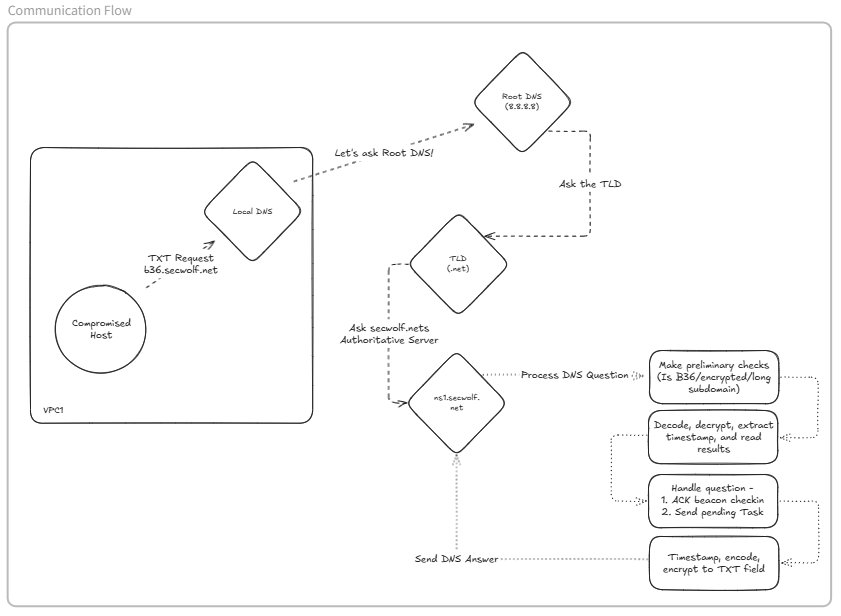 Communication Flow
Root DNS
(8.8.8.8)
Let's ask Root DNS!
Ask the TLD
Local DNS
TXT Request
b36.secwolf.net
TLD
(.net)
Compromised
Host
Ask secwolf.nets
Authoritative Server
VPC1
ns1.secwolf.
net
Process DNS Question
Make preliminary checks
(Is B36/encrypted/long
subdomain)
Decode, decrypt, extract
timestamp, and read
results
Handle question -
1. ACK beacon checkin
2. Send pending Task
Send DNS Answer
Timestamp, encode,
encrypt to TXT field